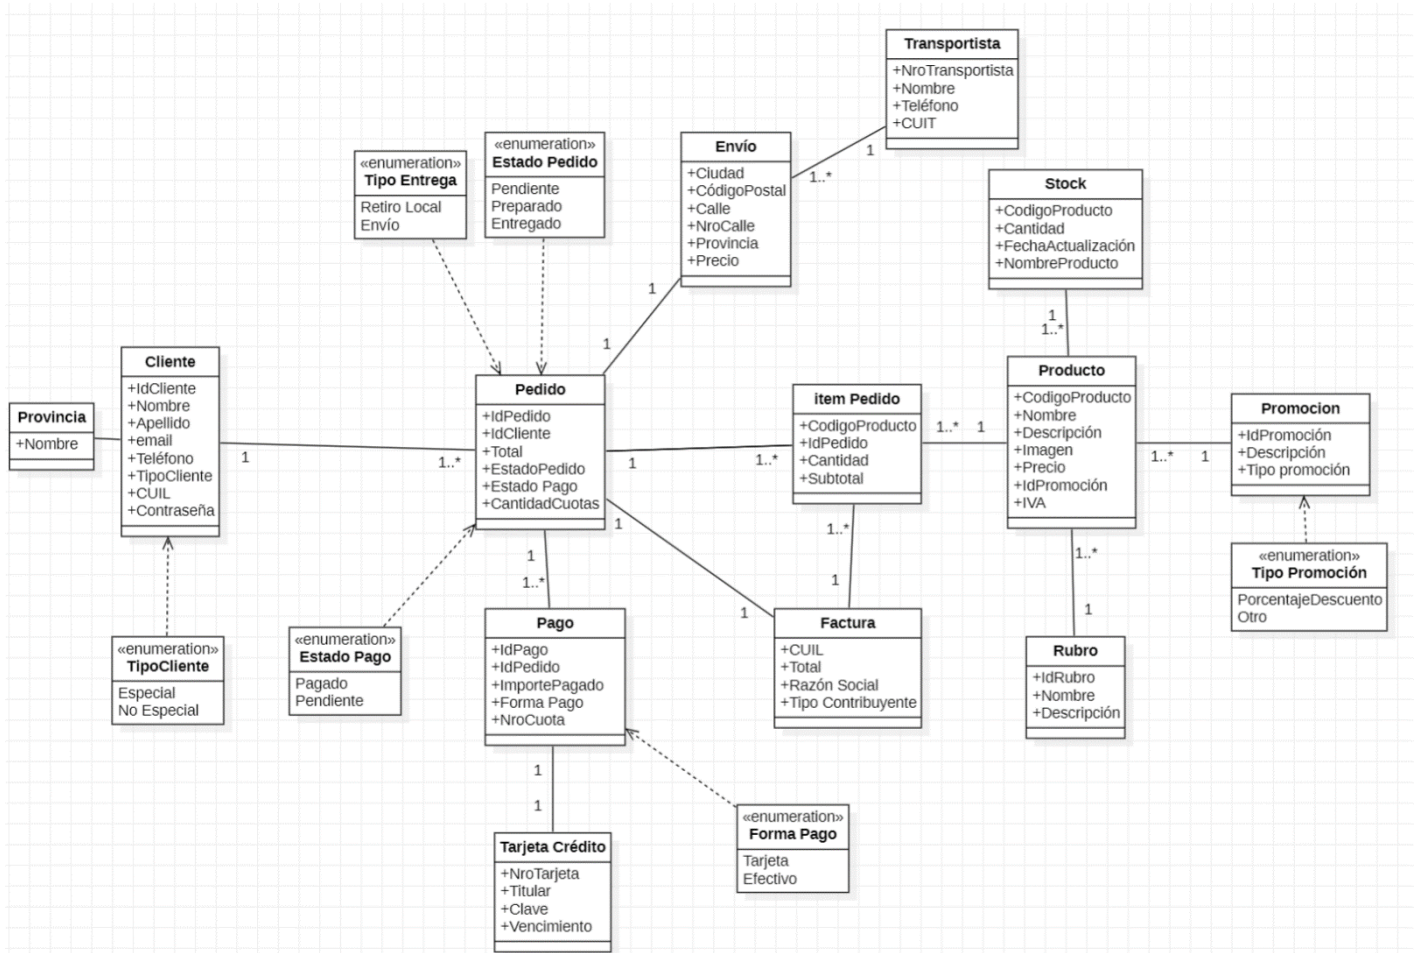 Transportista
+NroTransportista
+Nombre
+Teléfono
+CUIT
1
«enumeration»
Estado Pedido
Pendiente
Preparado
Entregado
Envío
+Ciudad
+CódigoPostal
+Calle
+NroCalle
+Provincia
+Precio
1..*
«enumeration»
Tipo Entrega
Retiro Local
Envío
Stock
+CodigoProducto
+Cantidad
+FechaActualización
+NombreProducto
1
1
1
1..*
Provincia
+Nombre
Cliente
+IdCliente
+Nombre
+Apellido
+email
+Teléfono
+TipoCliente
+CUIL
+Contraseña
1
1..*
Pedido
+IdPedido
+IdCliente
+Total
+EstadoPedido
+Estado Pago
+CantidadCuotas
1
1..*
item Pedido
+CodigoProducto
+IdPedido
+Cantidad
+Subtotal
1..*
1
Producto
+CodigoProducto
+Nombre
+Descripción
+Imagen
+Precio
+IdPromoción
+IVA
1..*
1
Promocion
+IdPromoción
+Descripción
+Tipo promoción
1
1..*
1
1..*
1
1
1..*
1
«enumeration»
Tipo Promoción
PorcentajeDescuento
Otro
«enumeration»
TipoCliente
Especial
No Especial
«enumeration»
Estado Pago
Pagado
Pendiente
Pago
+IdPago
+IdPedido
+ImportePagado
+Forma Pago
+NroCuota
Factura
+CUIL
+Total
+Razón Social
+Tipo Contribuyente
Rubro
+IdRubro
+Nombre
+Descripción
1
1
«enumeration»
Forma Pago
Tarjeta
Efectivo
Tarjeta Crédito
+NroTarjeta
+Titular
+Clave
+Vencimiento